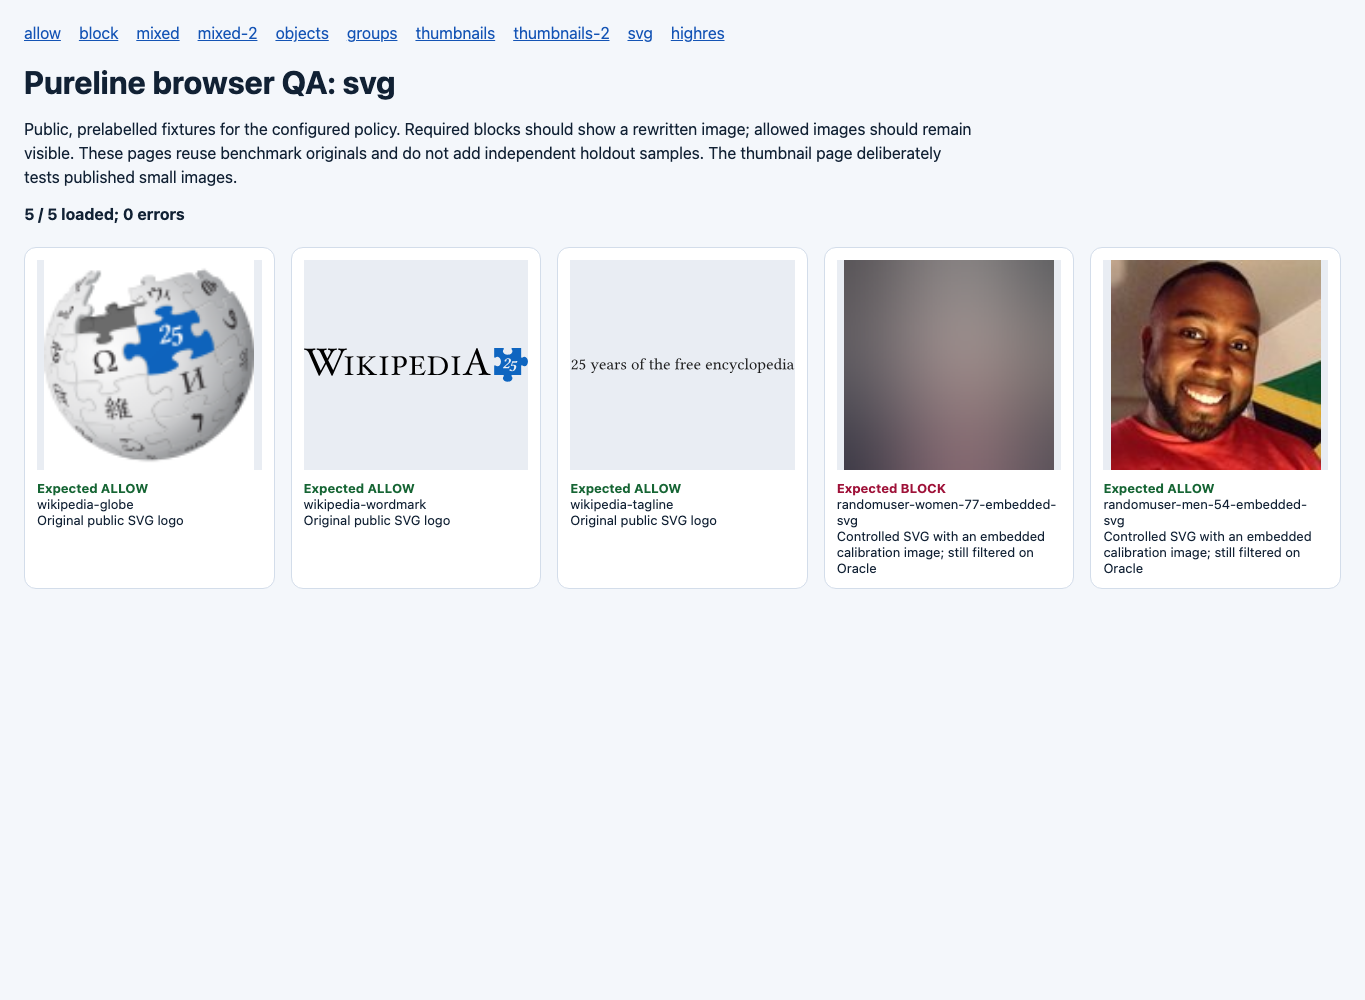 allow block mixed mixed-2 objects groups thumbnails thumbnails-2 svg highres
Pureline browser QA: svg
Public, prelabelled fixtures for the configured policy. Required blocks should show a rewritten image; allowed images should remain
visible. These pages reuse benchmark originals and do not add independent holdout samples. The thumbnail page deliberately
tests published small images.
5 / 5 loaded; 0 errors
25
Ω
И
雜
WIKIPEDIA 25
25 years of the free encyclopedia
Expected ALLOW
wikipedia-globe
Original public SVG logo
Expected ALLOW
wikipedia-wordmark
Original public SVG logo
Expected ALLOW
wikipedia-tagline
Original public SVG logo
Expected BLOCK
randomuser-women-77-embedded-
svg
Controlled SVG with an embedded
calibration image; still filtered on
Oracle
Expected ALLOW
randomuser-men-54-embedded-
svg
Controlled SVG with an embedded
calibration image; still filtered on
Oracle